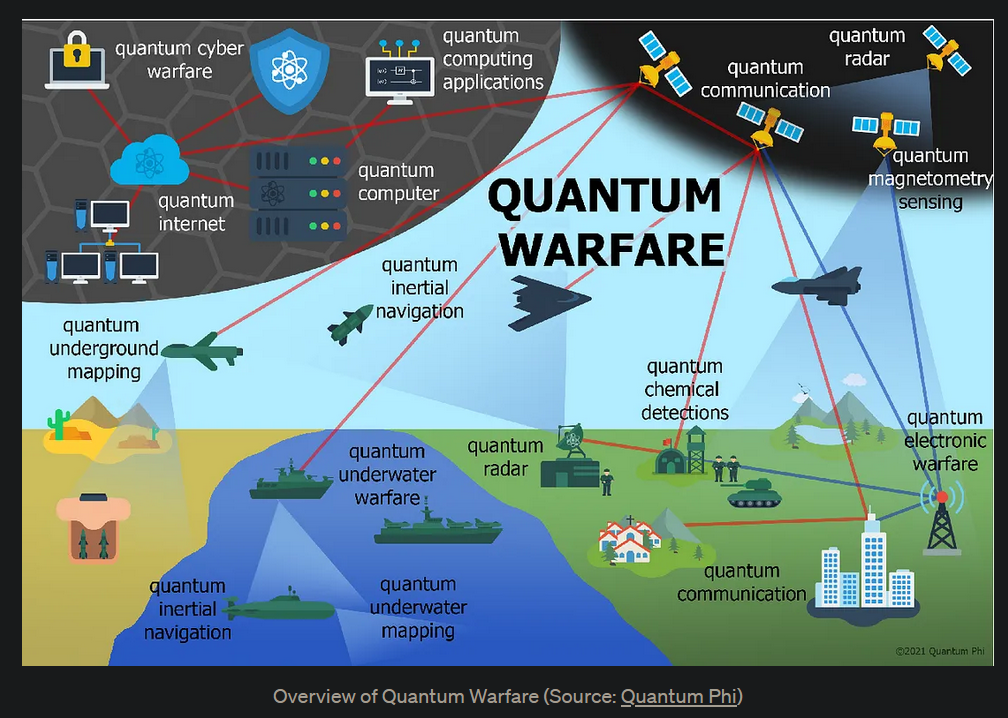 quantum cyber
warfare
quantum
computing
applications
quantum
communication
quantum
radar
quantum
magnetometry
sensing
quantum
internet
quantum
computer
QUANTUM
WARFARE
quantum
inertial
navigation
quantum
underground
mapping
quantum
chemical
detections
quantum
electronic
warfare
quantum
radar
quantum
underwater
warfare
quantum
communication
quantum
inertial
navigation
quantum
underwater
mapping
©2021 Quantum Phi
Overview of Quantum Warfare (Source: Quantum Phi)